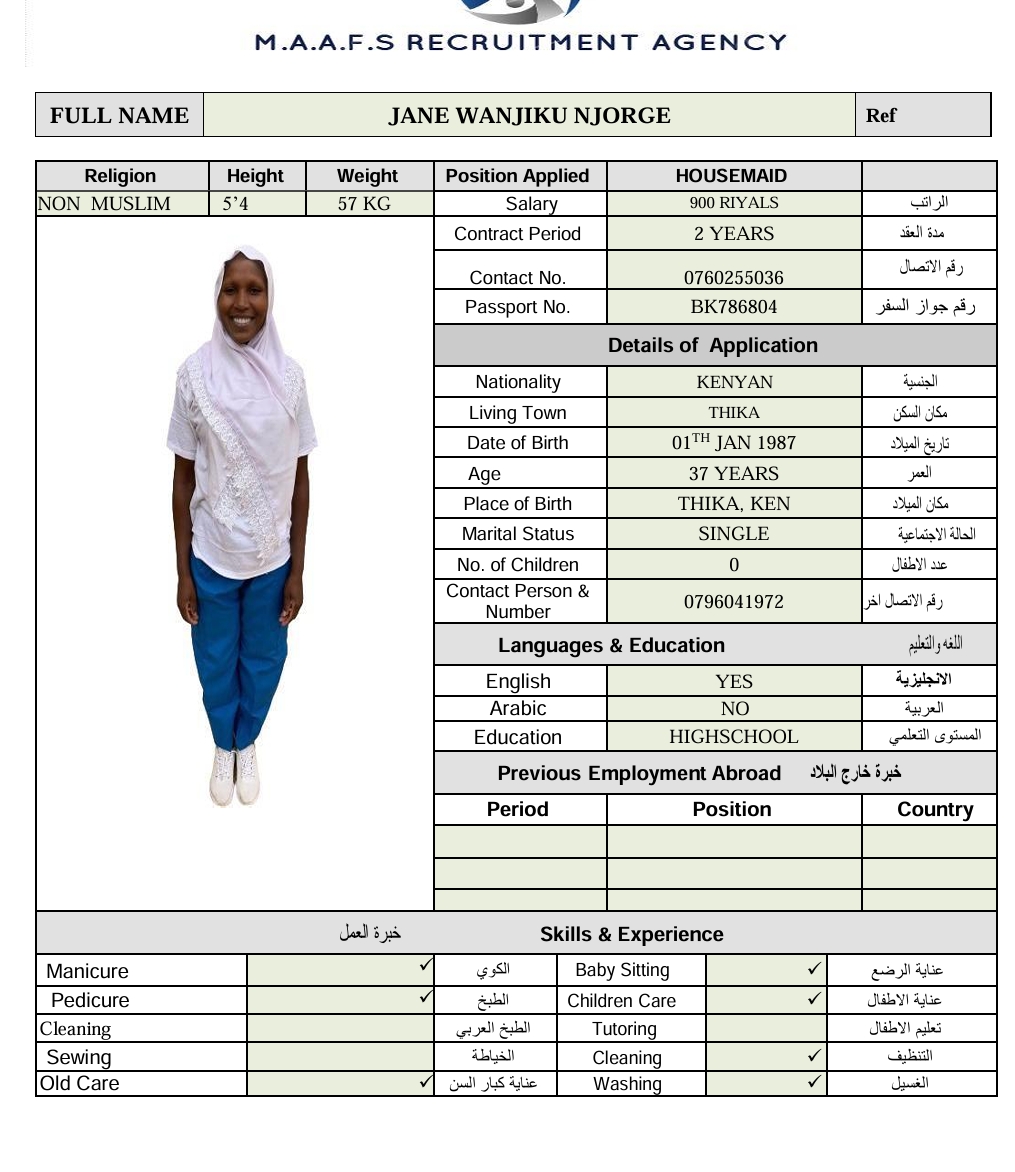 M.A.A.F.S RECRUITMENT AGENCY
FULL NAME JANE WANJIKU NJORGE Ref
Religion Height Weight Position Applied HOUSEMAID
NON MUSLIM 5’4 57 KG Salary 900 RIYALS الراتب
Contract Period 2 YEARS مدة العقد
Contact No. 0760255036 رقم الاتصال
Passport No. BK786804 رقم جواز السفر
Details of Application
Nationality KENYAN الجنسية
Living Town THIKA مكان السكن
Date of Birth 01TH JAN 1987 تاريخ الميلاد
Age 37 YEARS العمر
Place of Birth THIKA, KEN مكان الميلاد
Marital Status SINGLE الحالة الاجتماعية
No. of Children 0 عدد الاطفال
Contact Person &
Number 0796041972 رقم الاتصال اخر
Languages & Education اللغه والتعليم
English YES الانجليزية
Arabic NO العربية
Education HIGHSCHOOL المستوى التعلمي
Previous Employment Abroad خبرة خارج البلاد
Period Position Country
خبرة العمل Skills & Experience
Manicure ✓ الكوي Baby Sitting ✓ عناية الرضع
Pedicure ✓ الطبخ Children Care ✓ عناية الاطفال
Cleaning الطبخ العربي Tutoring تعليم الاطفال
Sewing الخياطة Cleaning ✓ التنظيف
Old Care ✓ عناية كبار السن Washing ✓ الغسيل